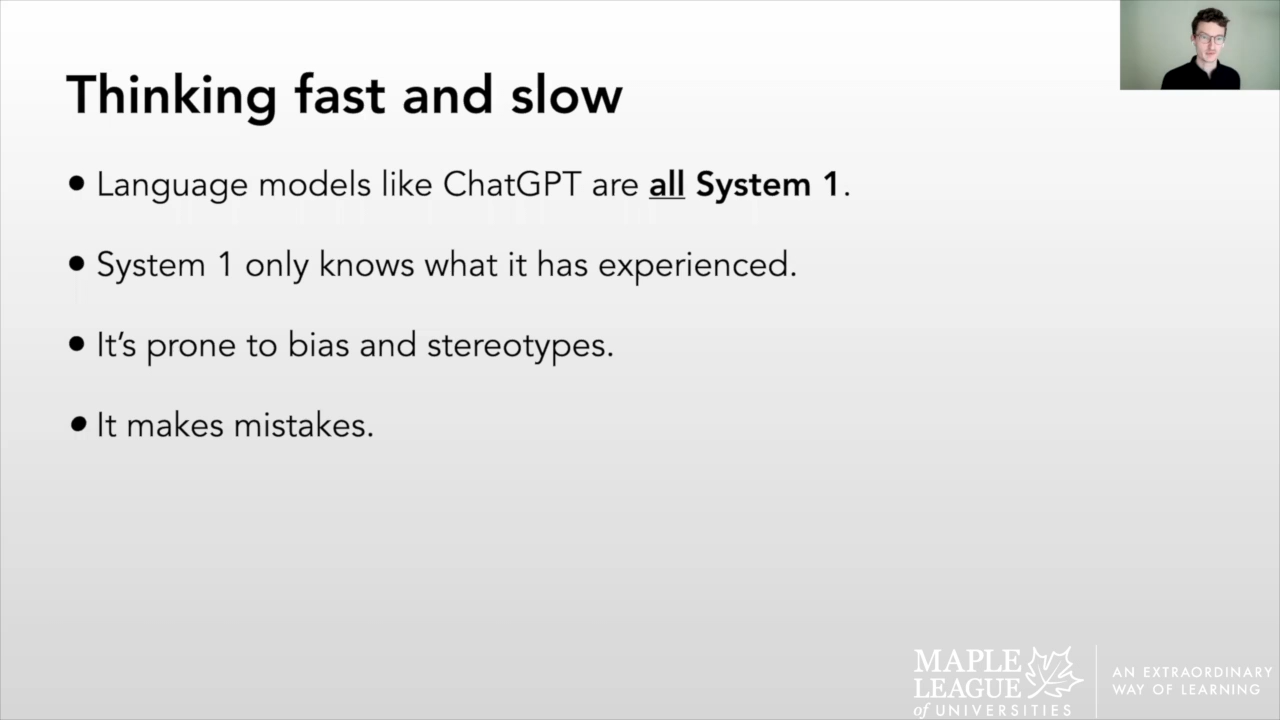 Thinking fast and slow
• Language models like ChatGPT are all System 1.
• System 1 only knows what it has experienced.
• It’s prone to bias and stereotypes.
• It makes mistakes.
MAPLE
LEAGUE
of UNIVERSITIES
AN EXTRAORDINARY
WAY OF LEARNING